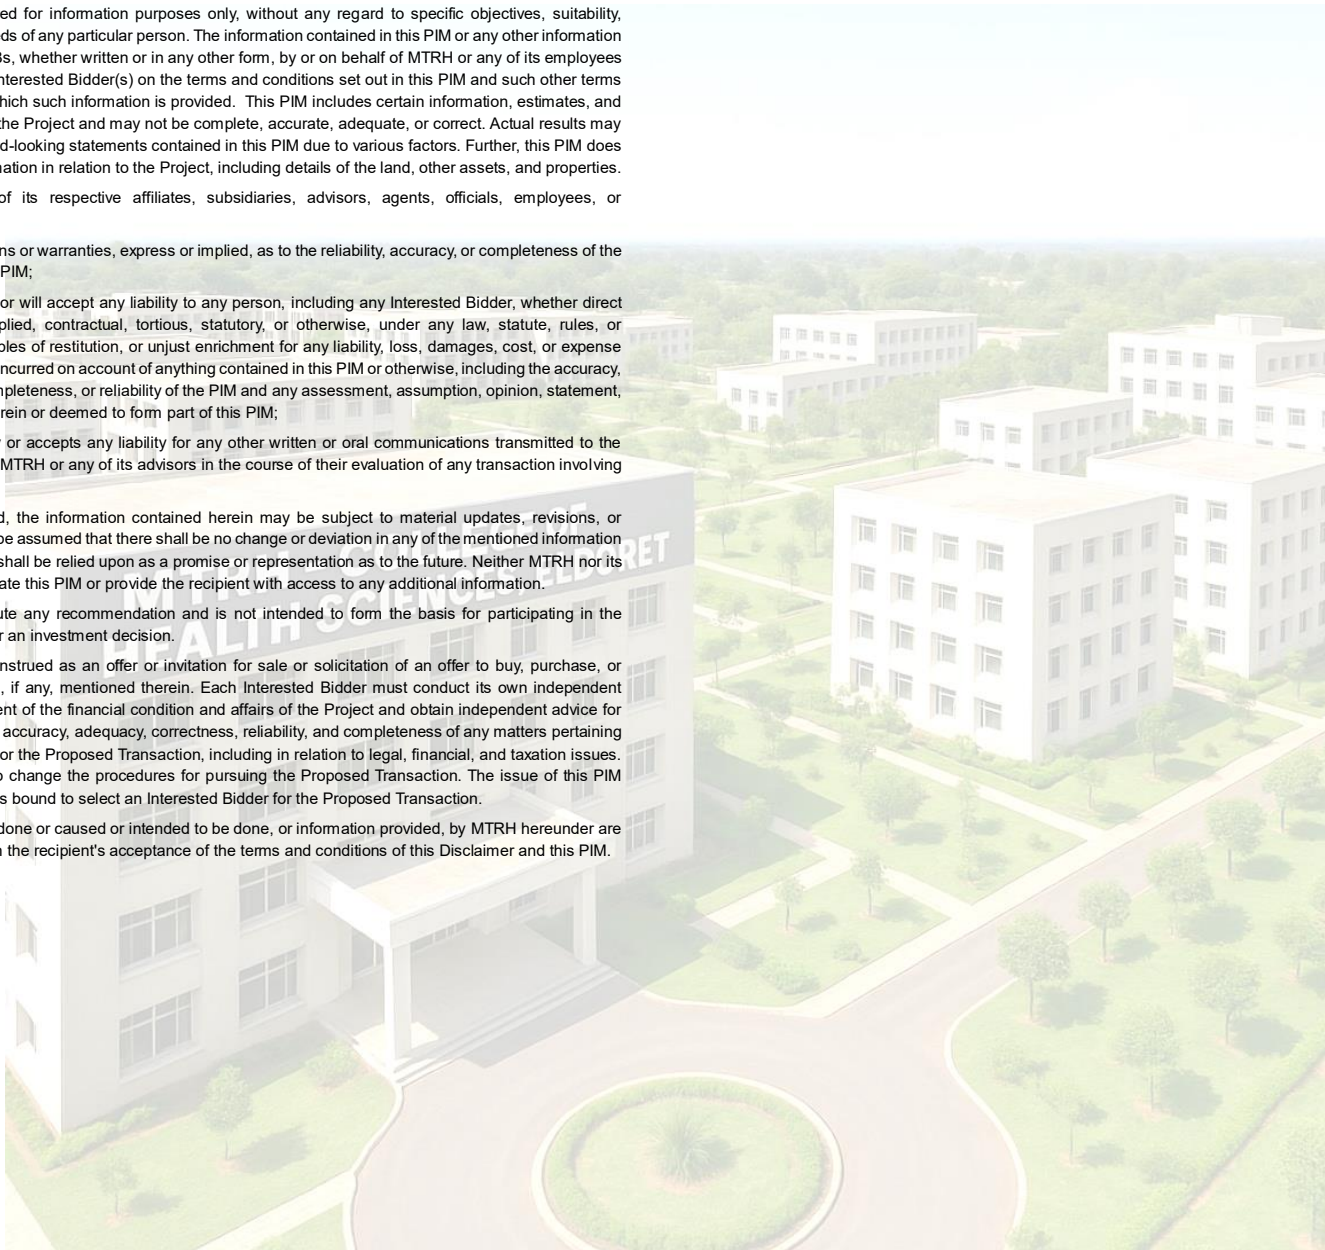 ed for information purposes only, without any regard to specific objectives, suitability,
ds of any particular person. The information contained in this PIM or any other information
s, whether written or in any other form, by or on behalf of MTRH or any of its employees
nterested Bidder(s) on the terms and conditions set out in this PIM and such other terms
hich such information is provided. This PIM includes certain information, estimates, and
the Project and may not be complete, accurate, adequate, or correct. Actual results may
d-looking statements contained in this PIM due to various factors. Further, this PIM does
ation in relation to the Project, including details of the land, other assets, and properties.
of its respective affiliates, subsidiaries, advisors, agents, officials, employees, or
ns or warranties, express or implied, as to the reliability, accuracy, or completeness of the
PIM;
or will accept any liability to any person, including any Interested Bidder, whether direct
plied, contractual, tortious, statutory, or otherwise, under any law, statute, rules, or
ples of restitution, or unjust enrichment for any liability, loss, damages, cost, or expense
incurred on account of anything contained in this PIM or otherwise, including the accuracy,
mpleteness, or reliability of the PIM and any assessment, assumption, opinion, statement,
rein or deemed to form part of this PIM;
or accepts any liability for any other written or oral communications transmitted to the
MTRH or any of its advisors in the course of their evaluation of any transaction involving
d, the information contained herein may be subject to material updates, revisions, or
be assumed that there shall be no change or deviation in any of the mentioned information
shall be relied upon as a promise or representation as to the future. Neither MTRH nor its
ate this PIM or provide the recipient with access to any additional information.
ute any recommendation and is not intended to form the basis for participating in the
r an investment decision.
nstrued as an offer or invitation for sale or solicitation of an offer to buy, purchase, or
, if any, mentioned therein. Each Interested Bidder must conduct its own independent
ent of the financial condition and affairs of the Project and obtain independent advice for
accuracy, adequacy, correctness, reliability, and completeness of any matters pertaining
or the Proposed Transaction, including in relation to legal, financial, and taxation issues.
o change the procedures for pursuing the Proposed Transaction. The issue of this PIM
s bound to select an Interested Bidder for the Proposed Transaction.
done or caused or intended to be done, or information provided, by MTRH hereunder are
n the recipient's acceptance of the terms and conditions of this Disclaimer and this PIM.
MTRH - COLLEGE OF
HEALTH SCIENCES, ELDORET